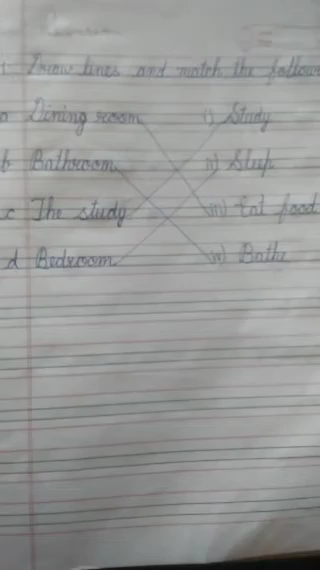 1. Draw lines and match the follow
a Dining room i) Study
b Bathroom ii) Sleep
c The study iii) Eat food
d Bedroom iv) Bathe